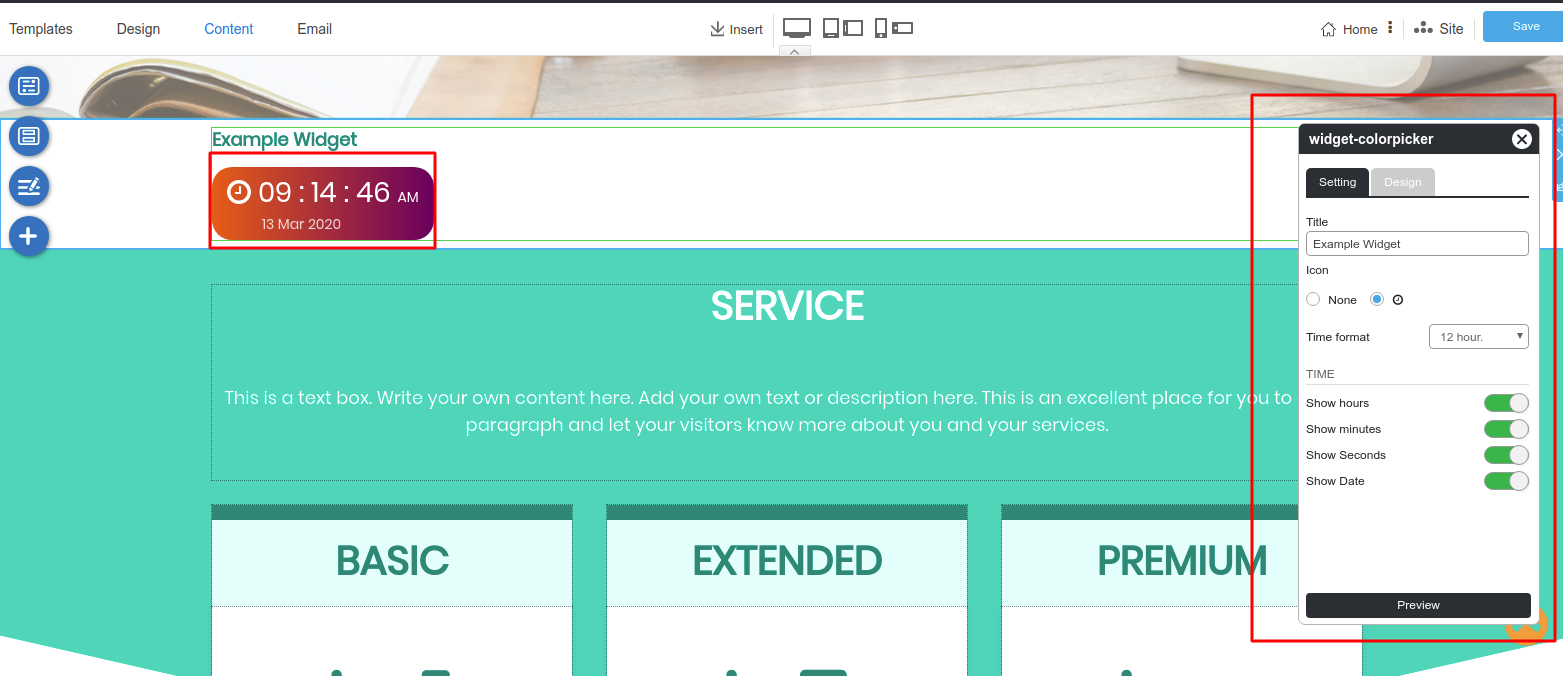 Templates Design Content Email Insert Home Site Save
Example Widget
09 : 14 : 46 AM
13 Mar 2020
SERVICE
This is a text box. Write your own content here. Add your own text or description here. This is an excellent place for you to
paragraph and let your visitors know more about you and your services.
BASIC
EXTENDED
PREMIUM
widget-colorpicker
Setting Design
Title
Example Widget
Icon
None
Time format 12 hour.
TIME
Show hours
Show minutes
Show Seconds
Show Date
Preview